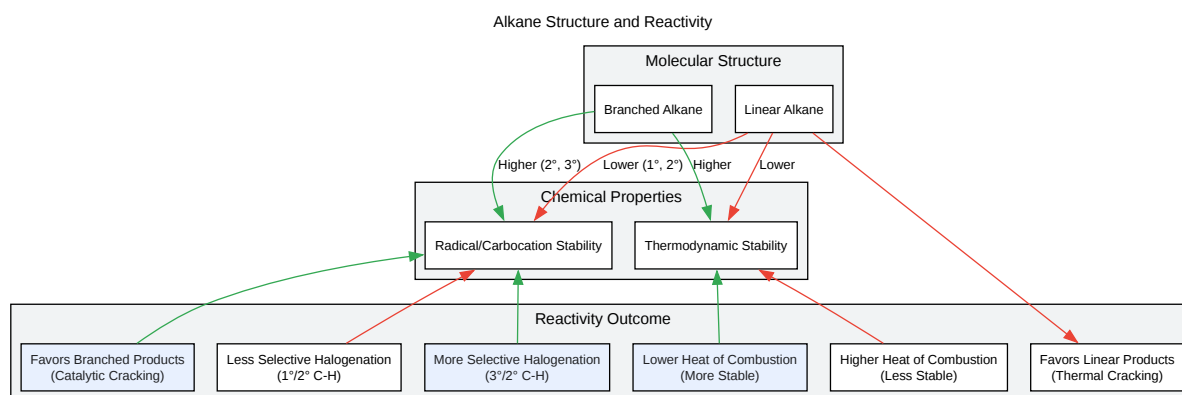 Alkane Structure and Reactivity
Molecular Structure
Branched Alkane
Linear Alkane
Higher (2°, 3°)
Lower (1°, 2°)
Higher
Lower
Chemical Properties
Radical/Carbocation Stability
Thermodynamic Stability
Reactivity Outcome
Favors Branched Products
(Catalytic Cracking)
Less Selective Halogenation
(1°/2° C-H)
More Selective Halogenation
(3°/2° C-H)
Lower Heat of Combustion
(More Stable)
Higher Heat of Combustion
(Less Stable)
Favors Linear Products
(Thermal Cracking)